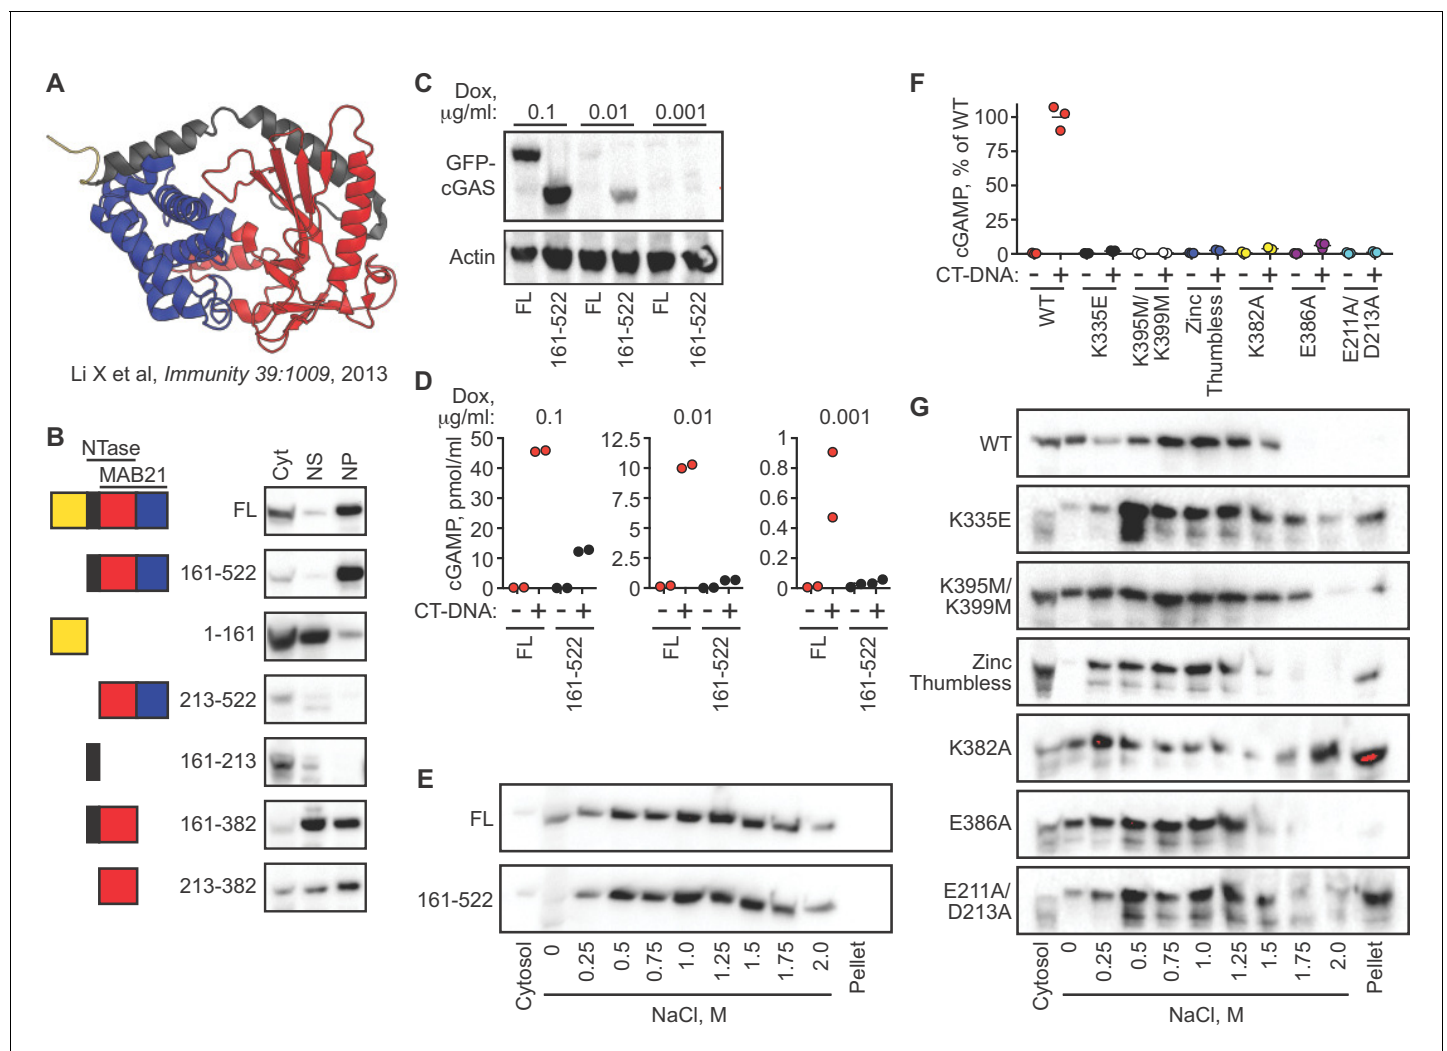 A
Li X et al, Immunity 39:1009, 2013
B
NTase
MAB21
Cyt
NS
NP
FL
161-522
1-161
213-522
161-213
161-382
213-382
C
Dox,
μg/ml:
0.1
0.01
0.001
GFP-
cGAS
Actin
FL
161-522
FL
161-522
FL
161-522
D
Dox,
μg/ml:
0.1
0.01
0.001
cGAMP, pmol/ml
50
40
30
20
10
0
12.5
10
7.5
5
2.5
0
1
0.8
0.6
0.4
0.2
0
CT-DNA:
- + - +
- + - +
- + - +
FL
161-522
FL
161-522
FL
161-522
E
FL
161-522
Cytosol
0
0.25
0.5
0.75
1.0
1.25
1.5
1.75
2.0
Pellet
NaCl, M
F
cGAMP, % of WT
100
75
50
25
0
CT-DNA:
- + - + - + - + - + - + - +
WT
K335E
K395M/
K399M
Zinc
Thumbless
K382A
E386A
E211A/
D213A
G
WT
K335E
K395M/
K399M
Zinc
Thumbless
K382A
E386A
E211A/
D213A
Cytosol
0
0.25
0.5
0.75
1.0
1.25
1.5
1.75
2.0
Pellet
NaCl, M